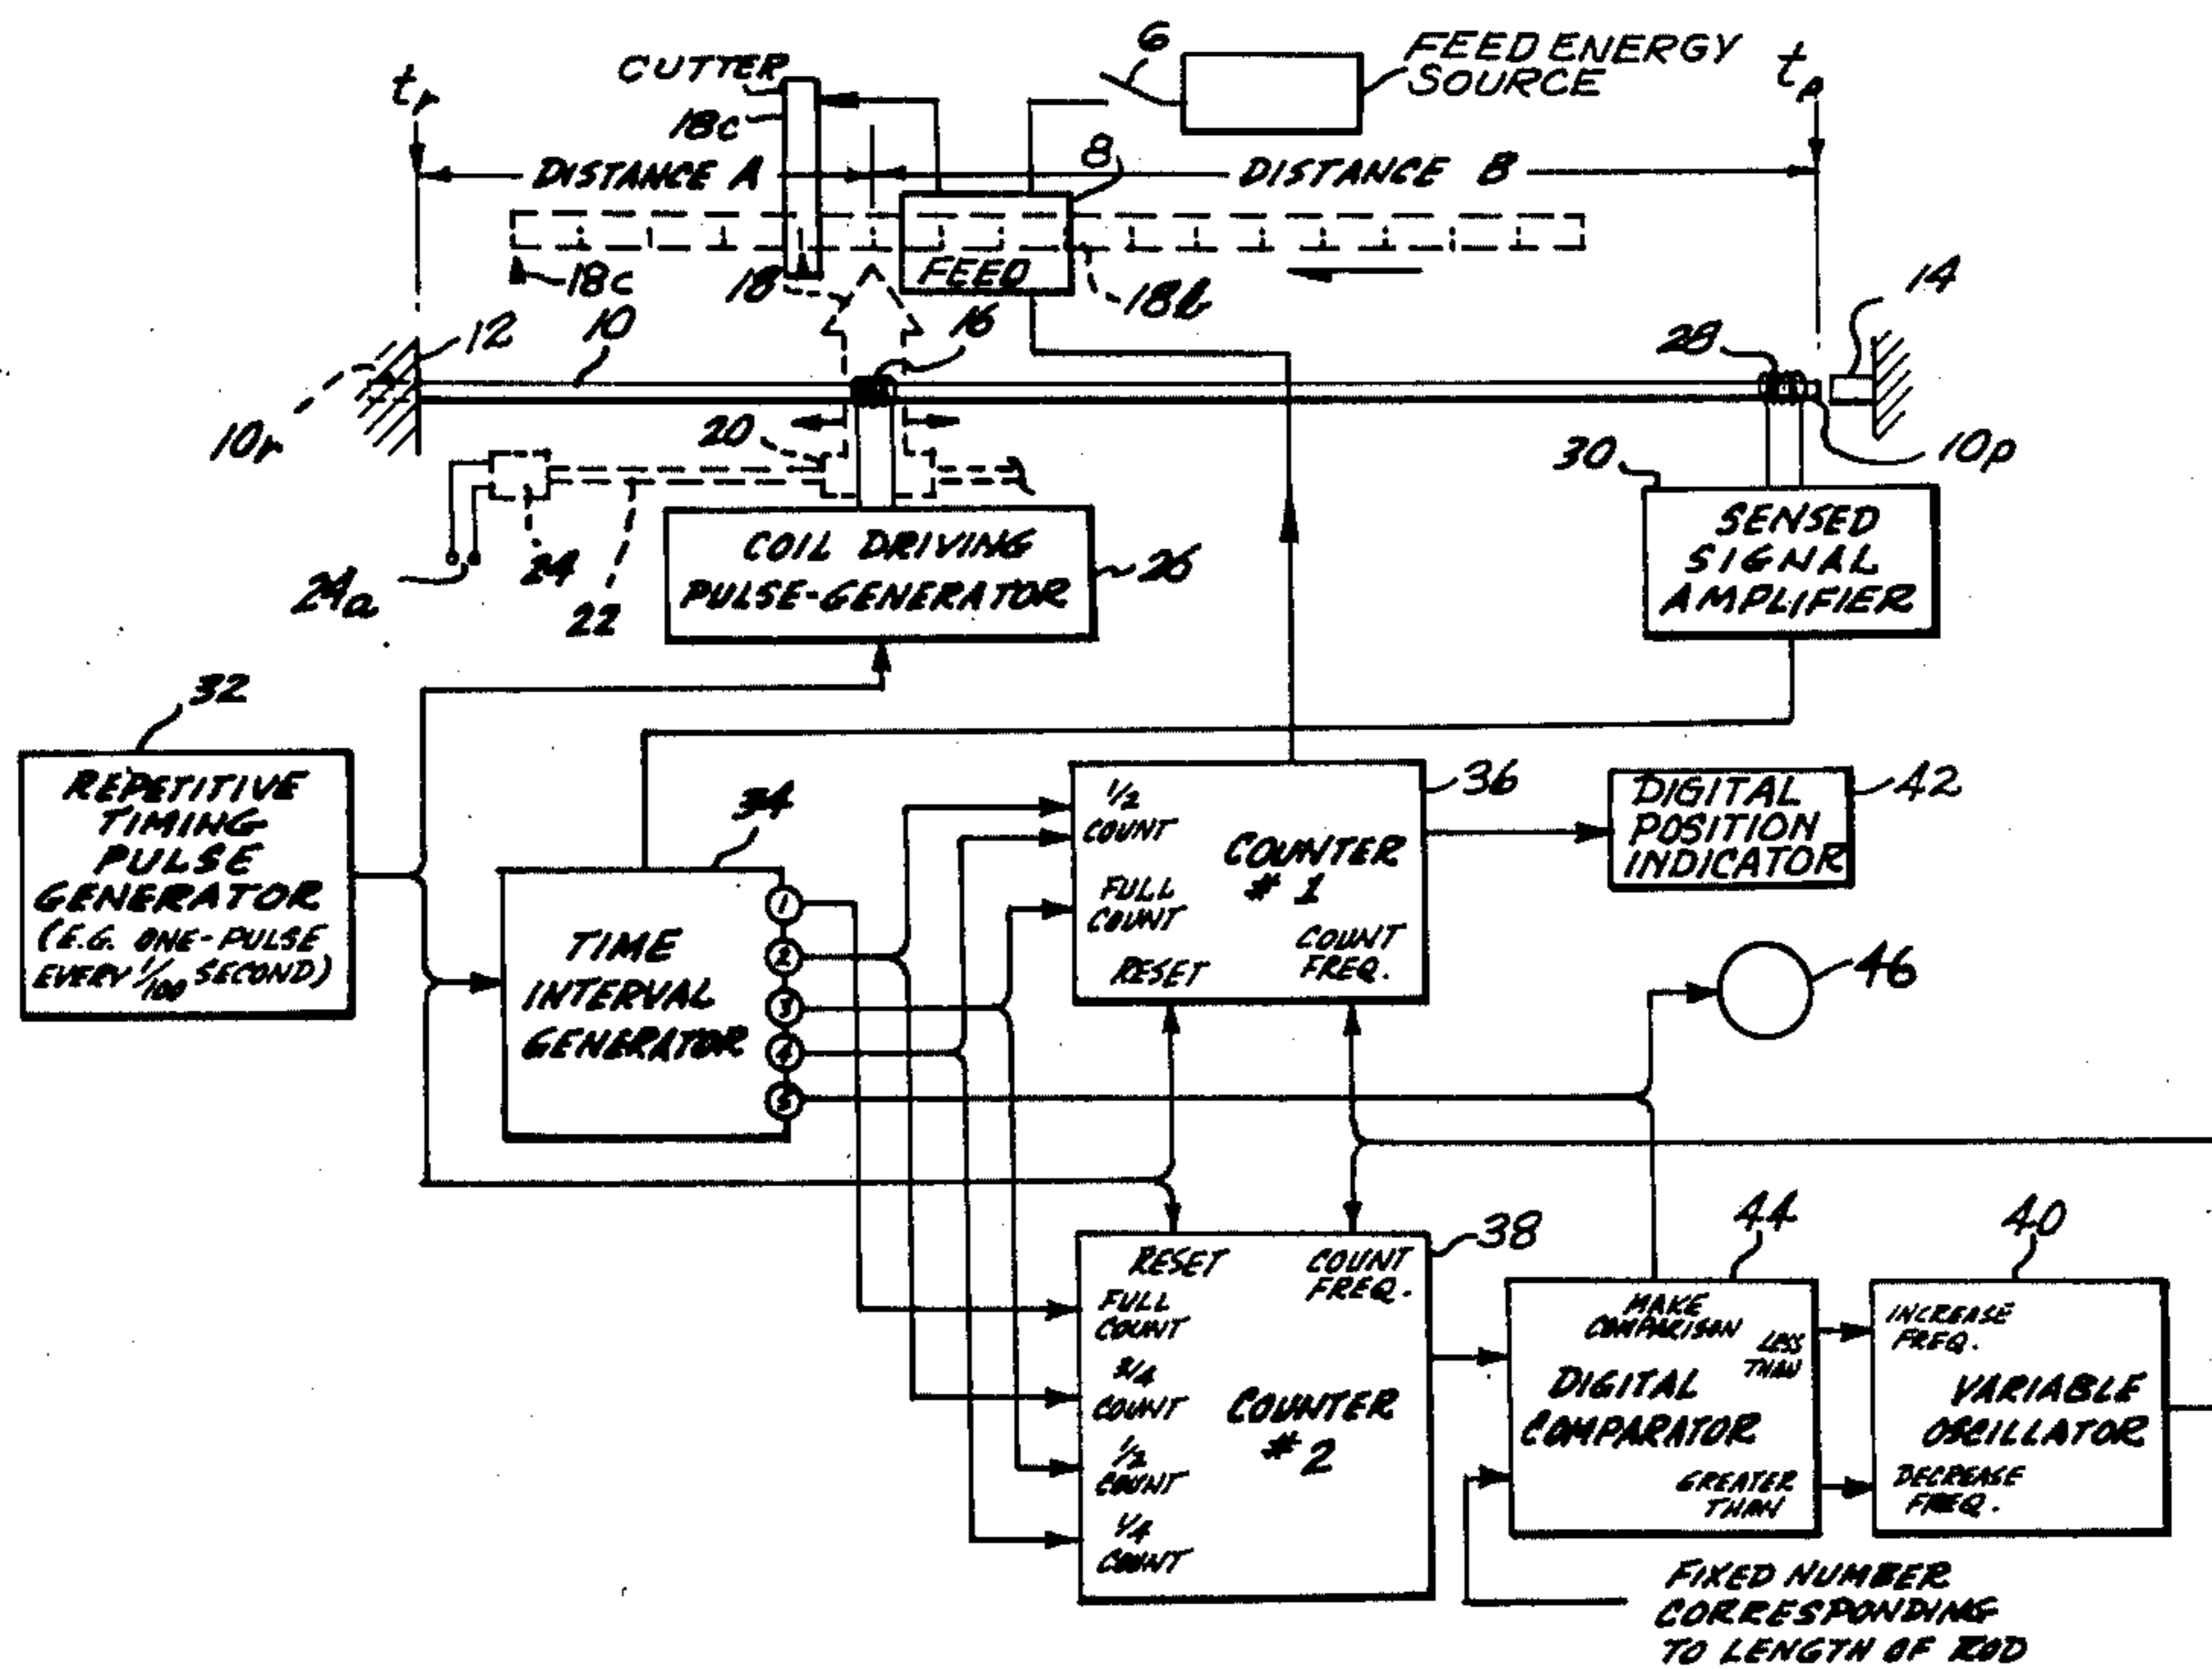 CUTTER
6
FEED ENERGY
SOURCE
tr
tp
18c
8
DISTANCE A
DISTANCE B
FEED
18c
18
18b
14
12
10
16
28
10r
20
30
10p
24a
24
22
COIL DRIVING
PULSE-GENERATOR
26
SENSED
SIGNAL
AMPLIFIER
32
REPETITIVE
TIMING
PULSE
GENERATOR
(E.G. ONE-PULSE
EVERY 1/100 SECOND)
34
TIME
INTERVAL
GENERATOR
1
2
3
4
5
36
1/2
COUNT
FULL
COUNT
RESET
COUNTER
# 1
COUNT
FREQ.
DIGITAL
POSITION
INDICATOR
42
46
38
RESET
COUNT
FREQ.
FULL
COUNT
3/4
COUNT
1/2
COUNT
1/4
COUNT
COUNTER
# 2
44
MAKE
COMPARISON
LESS
THAN
DIGITAL
COMPARATOR
GREATER
THAN
40
INCREASE
FREQ.
VARIABLE
OSCILLATOR
DECREASE
FREQ.
FIXED NUMBER
CORRESPONDING
TO LENGTH OF ROD